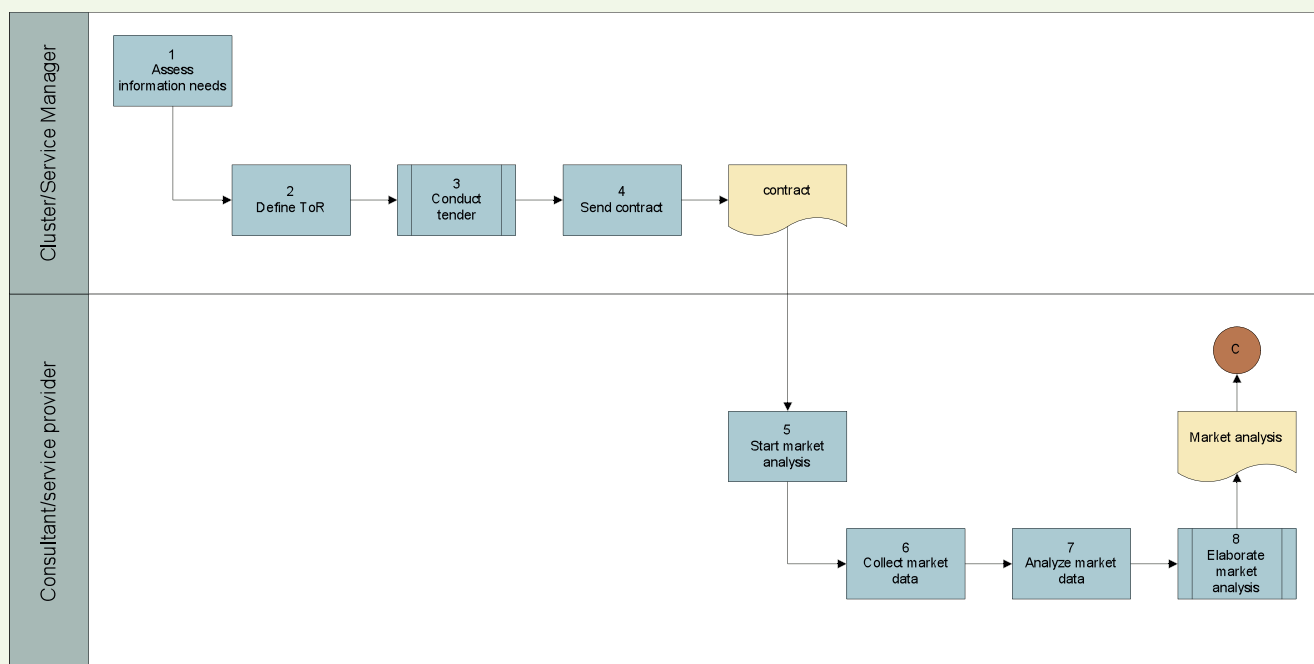 Cluster/Service Manager
1
Assess
information needs
2
Define ToR
3
Conduct
tender
4
Send contract
contract
Consultant/service provider
5
Start market
analysis
6
Collect market
data
7
Analyze market
data
8
Elaborate
market
analysis
Market analysis
C